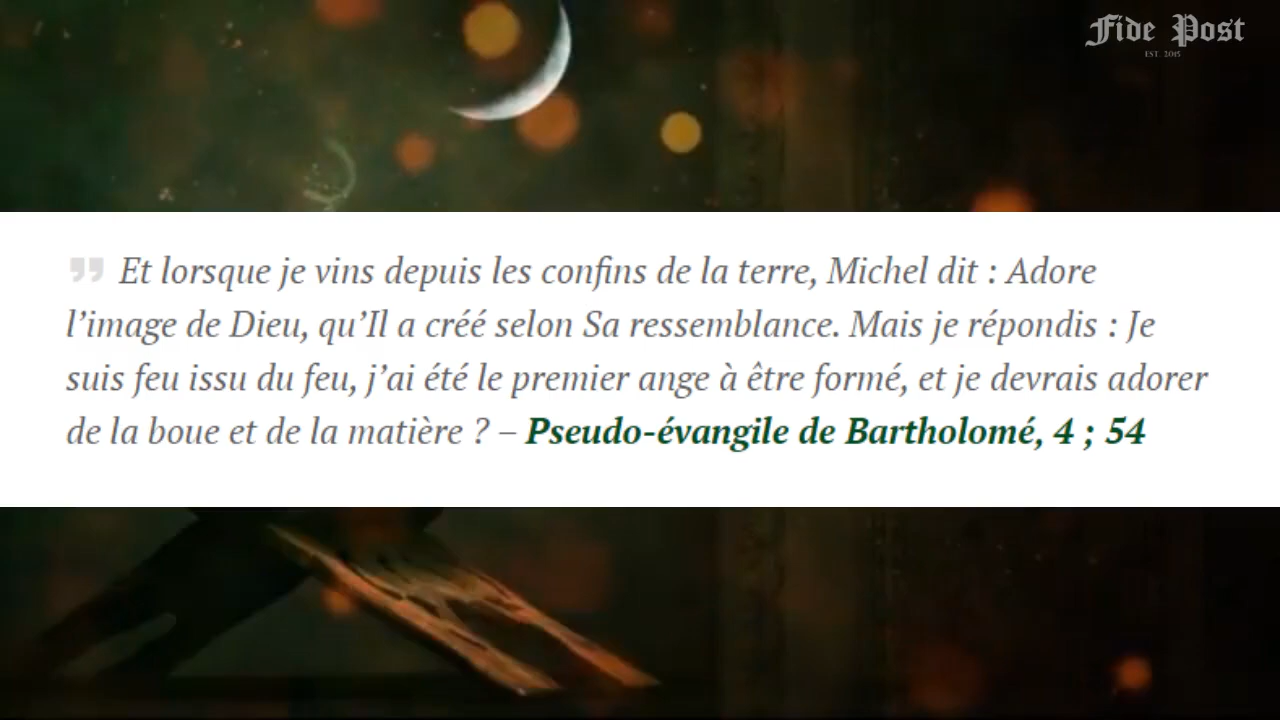 Fide Post
EST. 2015
” Et lorsque je vins depuis les confins de la terre, Michel dit : Adore
l’image de Dieu, qu’Il a créé selon Sa ressemblance. Mais je répondis : Je
suis feu issu du feu, j’ai été le premier ange à être formé, et je devrais adorer
de la boue et de la matière ? – Pseudo-évangile de Bartholomé, 4 ; 54